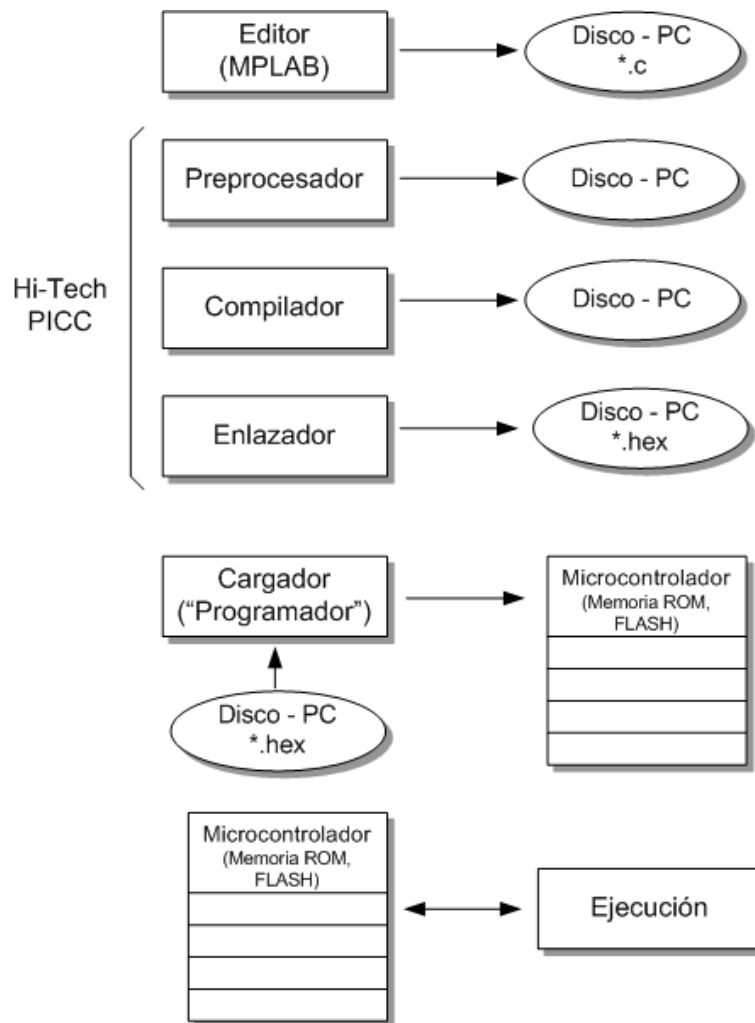 Editor
(MPLAB)
Disco - PC
*.c
Hi-Tech
PICC
Preprocesador
Disco - PC
Compilador
Disco - PC
Enlazador
Disco - PC
*.hex
Cargador
(“Programador”)
Microcontrolador
(Memoria ROM,
FLASH)
Disco - PC
*.hex
Microcontrolador
(Memoria ROM,
FLASH)
Ejecución